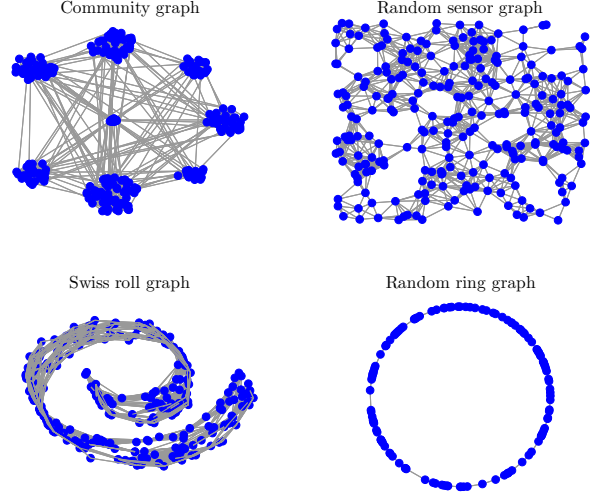 Community graph
Random sensor graph
Swiss roll graph
Random ring graph